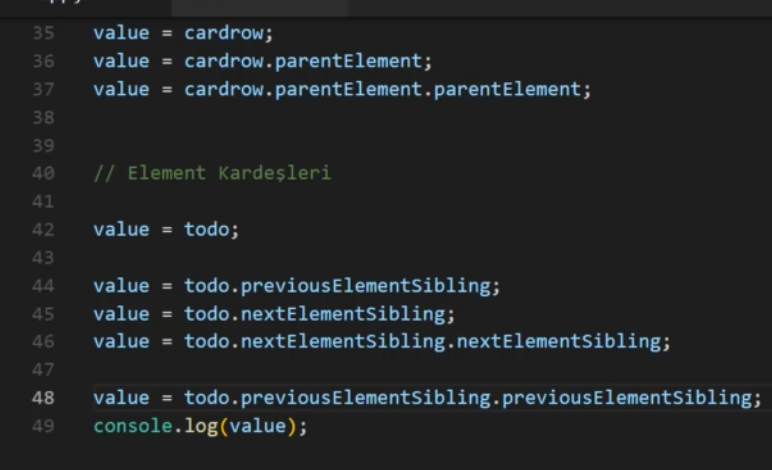 35 value = cardrow;
36 value = cardrow.parentElement;
37 value = cardrow.parentElement.parentElement;
38
39
40 // Element Kardeşleri
41
42 value = todo;
43
44 value = todo.previousElementSibling;
45 value = todo.nextElementSibling;
46 value = todo.nextElementSibling.nextElementSibling;
47
48 value = todo.previousElementSibling.previousElementSibling;
49 console.log(value);